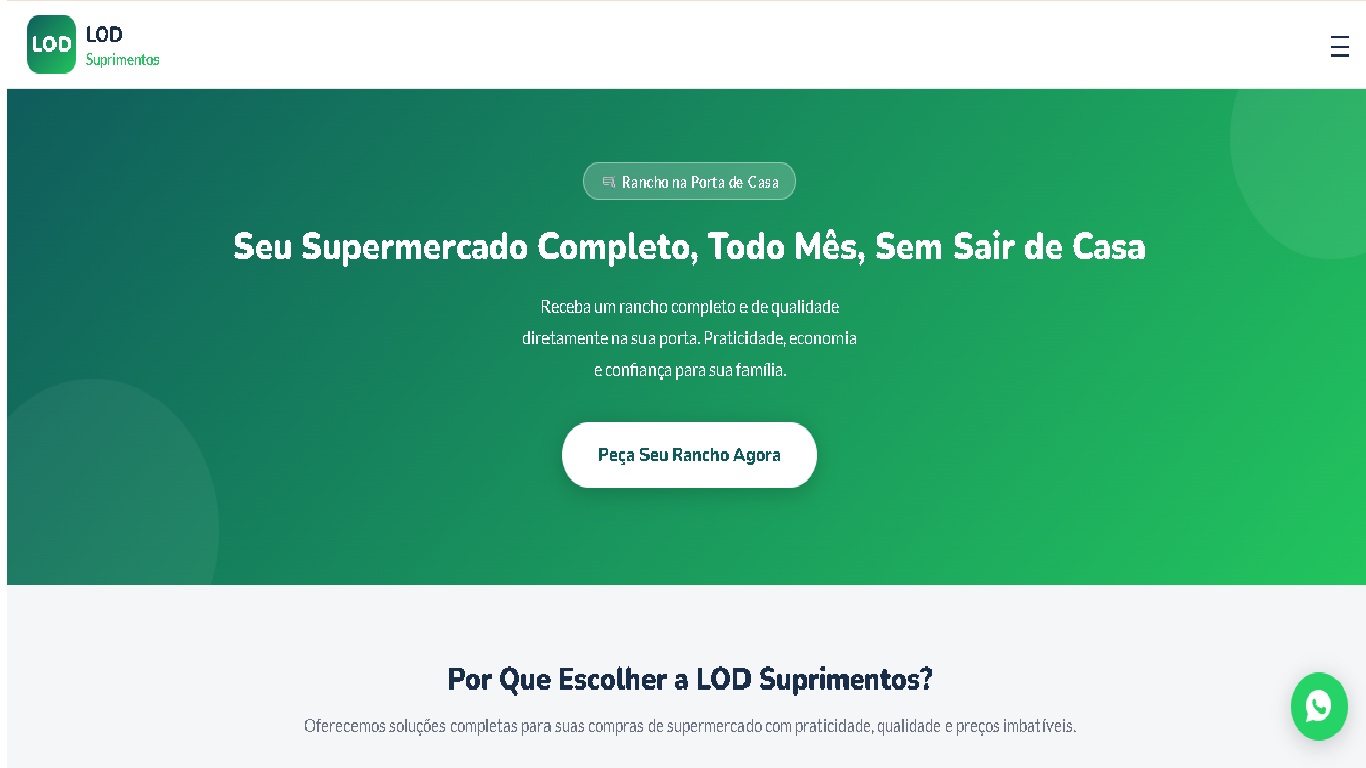 LOD
LOD
Suprimentos
Rancho na Porta de Casa
Seu Supermercado Completo, Todo Mês, Sem Sair de Casa
Receba um rancho completo e de qualidade
diretamente na sua porta. Praticidade, economia
e confiança para sua família.
Peça Seu Rancho Agora
Por Que Escolher a LOD Suprimentos?
Oferecemos soluções completas para suas compras de supermercado com praticidade, qualidade e preços imbatíveis.